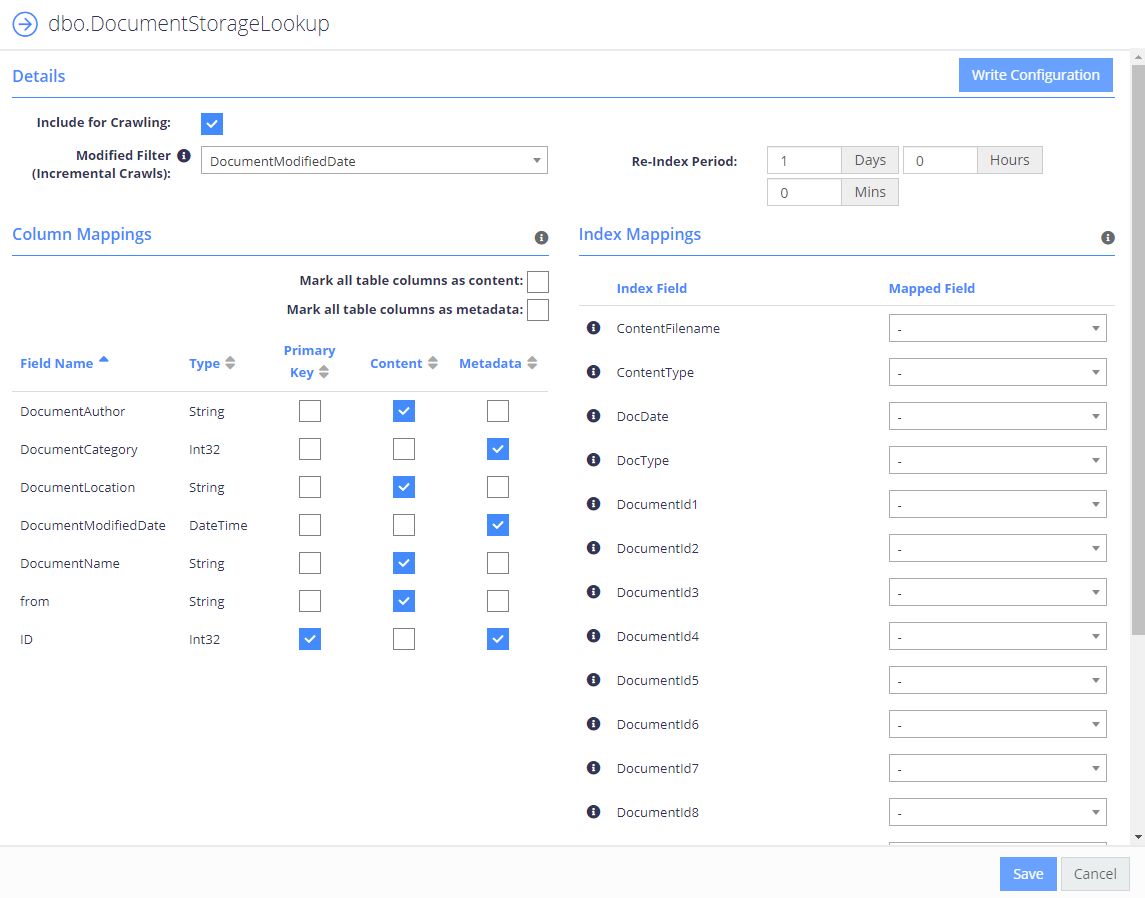 dbo.DocumentStorageLookup
Details
Write Configuration
Include for Crawling:
Modified Filter
(Incremental Crawls):
DocumentModifiedDate
Re-Index Period:
1 Days 0 Hours
0 Mins
Column Mappings
Mark all table columns as content:
Mark all table columns as metadata:
Field Name Type Primary Key Content Metadata
DocumentAuthor String
DocumentCategory Int32
DocumentLocation String
DocumentModifiedDate DateTime
DocumentName String
from String
ID Int32
Index Mappings
Index Field Mapped Field
ContentFilename -
ContentType -
DocDate -
DocType -
DocumentId1 -
DocumentId2 -
DocumentId3 -
DocumentId4 -
DocumentId5 -
DocumentId6 -
DocumentId7 -
DocumentId8 -
Save Cancel